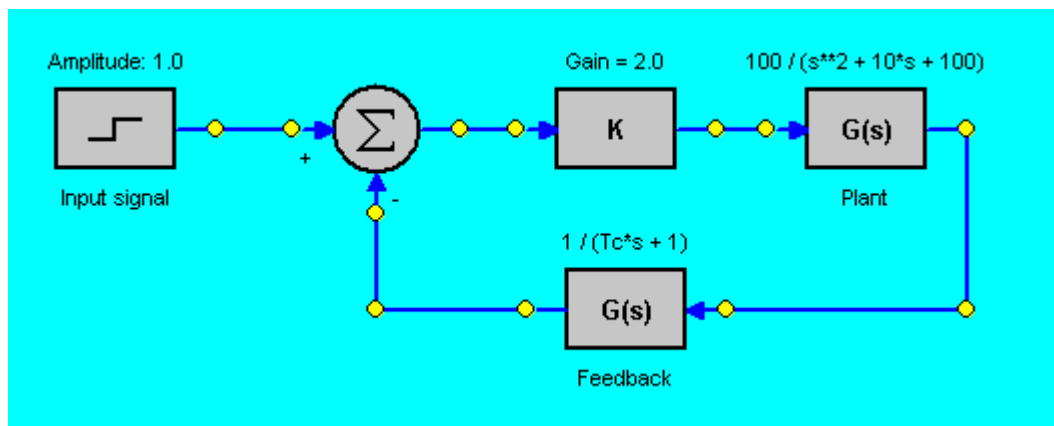 Amplitude: 1.0
Gain = 2.0
100 / (s**2 + 10*s + 100)
Σ
K
G(s)
+
-
Input signal
Plant
1 / (Tc*s + 1)
G(s)
Feedback